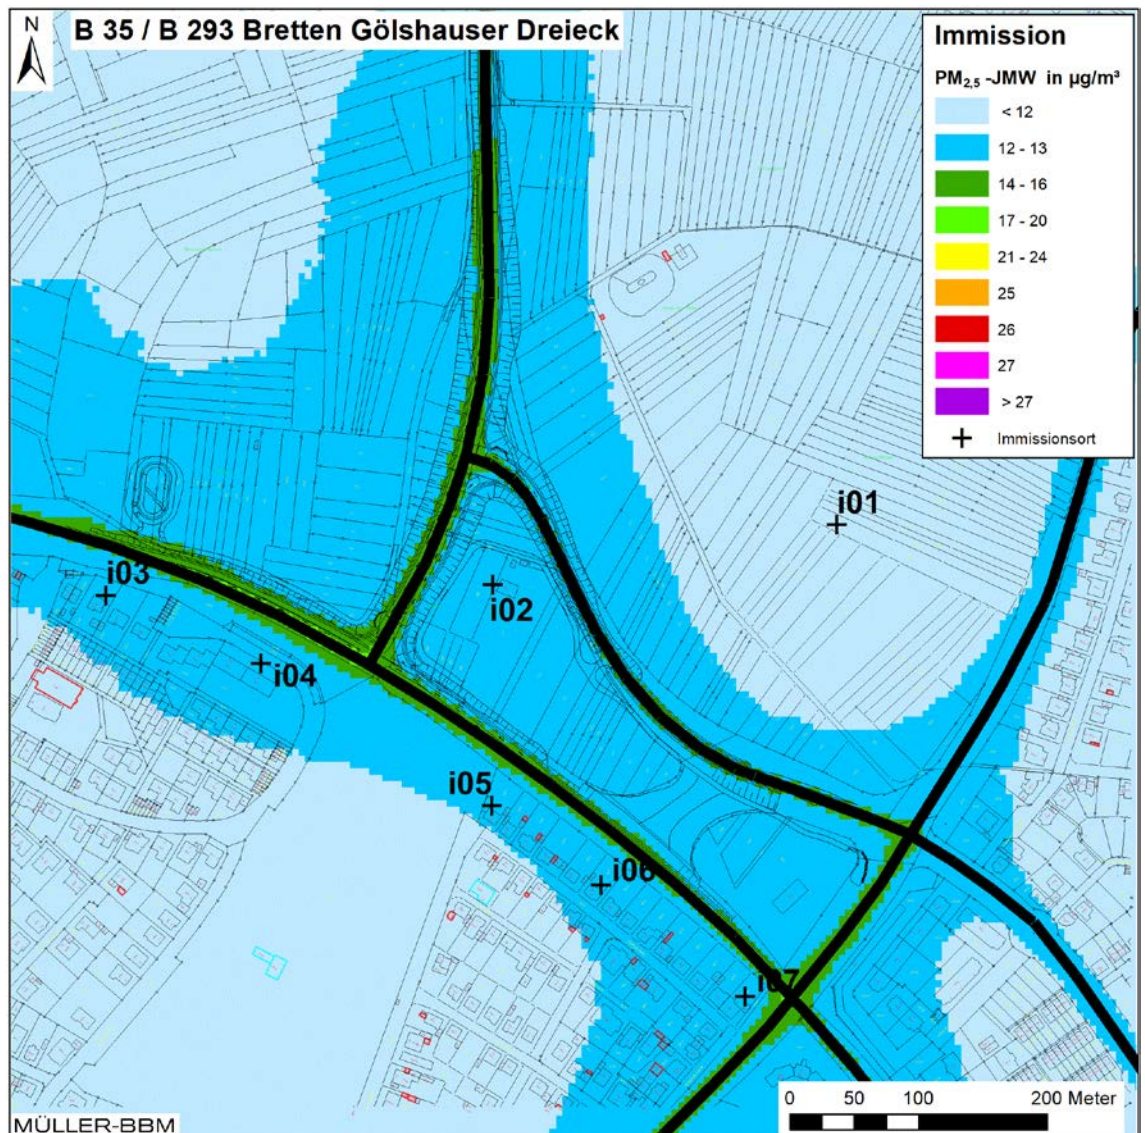 N
B 35 / B 293 Bretten Gölshauser Dreieck
Immission
PM2,5 -JMW in µg/m³
< 12
12 - 13
14 - 16
17 - 20
21 - 24
25
26
27
> 27
Immissionsort
i01
i02
i03
i04
i05
i06
i07
0 50 100 200 Meter
MÜLLER-BBM